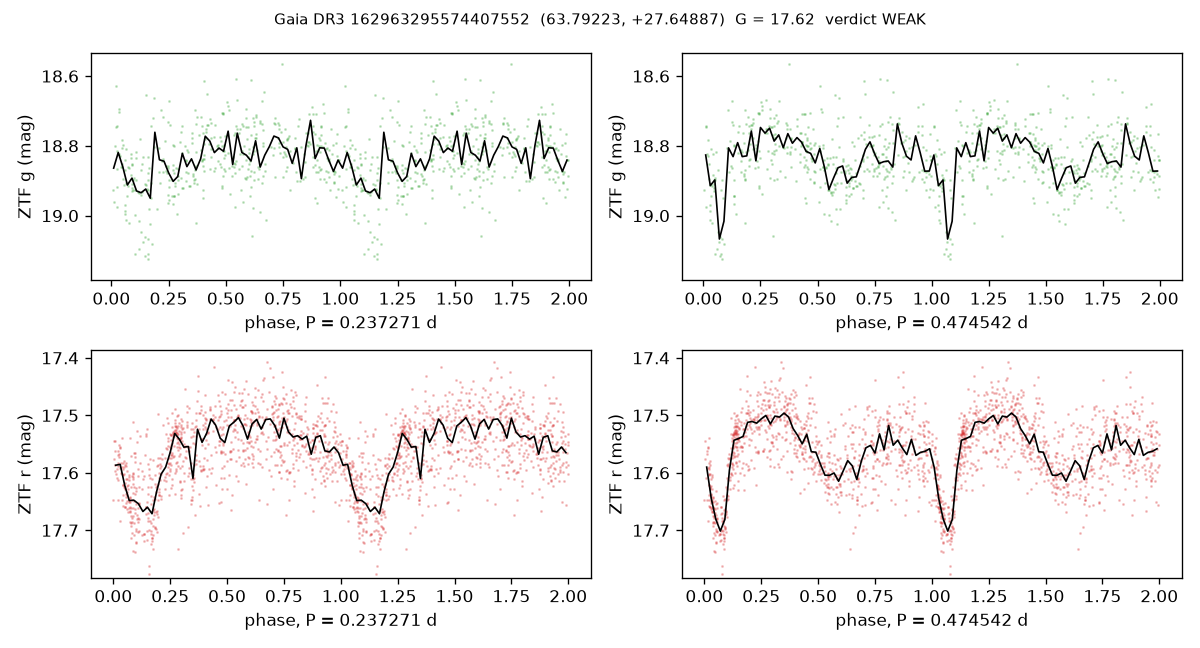 Gaia DR3 162963295574407552  (63.79223, +27.64887)  G = 17.62  verdict WEAK
ZTF g (mag)
18.6
18.8
19.0
0.00 0.25 0.50 0.75 1.00 1.25 1.50 1.75 2.00
phase, P = 0.237271 d
ZTF g (mag)
18.6
18.8
19.0
0.00 0.25 0.50 0.75 1.00 1.25 1.50 1.75 2.00
phase, P = 0.474542 d
ZTF r (mag)
17.4
17.5
17.6
17.7
0.00 0.25 0.50 0.75 1.00 1.25 1.50 1.75 2.00
phase, P = 0.237271 d
ZTF r (mag)
17.4
17.5
17.6
17.7
0.00 0.25 0.50 0.75 1.00 1.25 1.50 1.75 2.00
phase, P = 0.474542 d